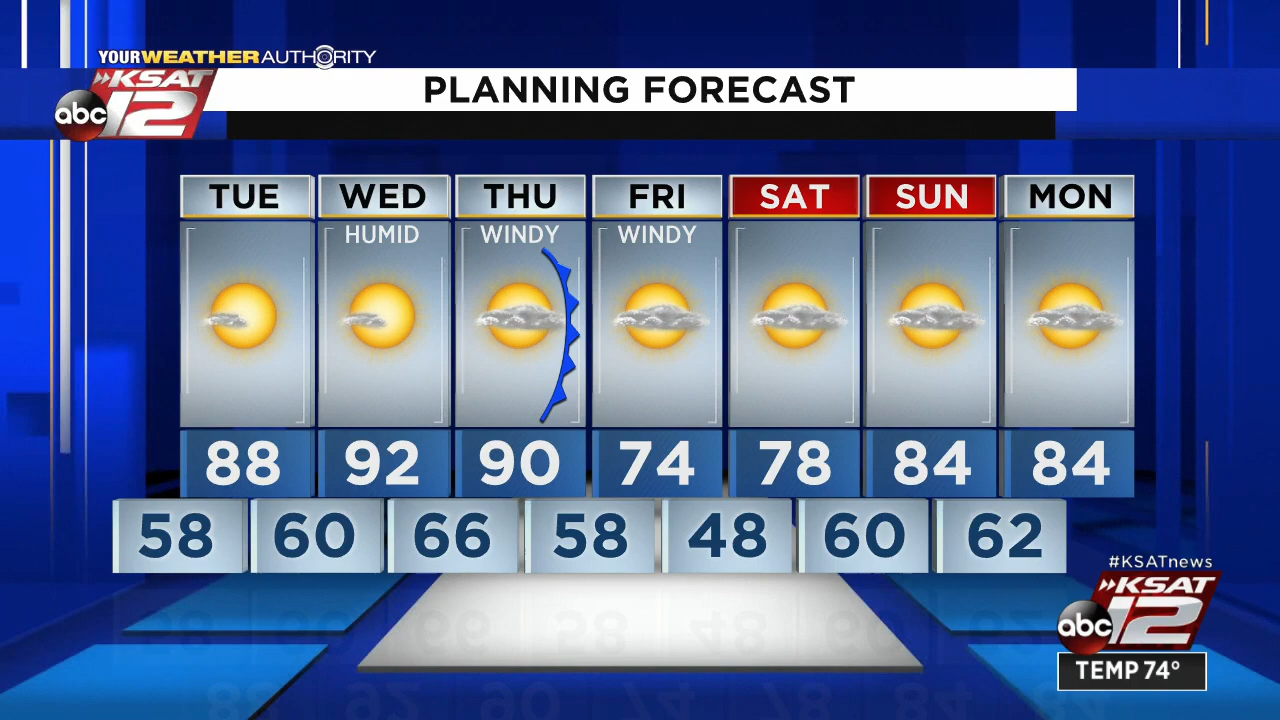 YOURWEATHERAUTHORITY
KSAT
abc 12
PLANNING FORECAST
TUE WED THU FRI SAT SUN MON
HUMID WINDY WINDY
88 92 90 74 78 84 84
58 60 66 58 48 60 62
#KSATnews
KSAT
abc 12
TEMP 74°